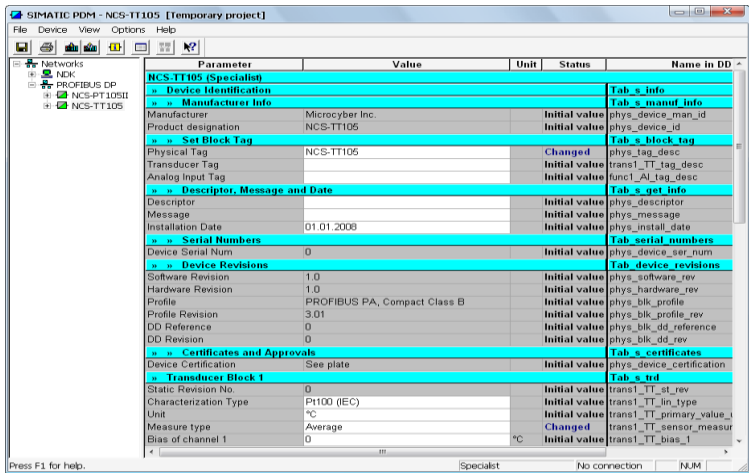 SIMATIC PDM - NCS-TT105 [Temporary project]
File Device View Options Help
Networks
NDK
PROFIBUS DP
NCS-PT105II
NCS-TT105
Parameter Value Unit Status Name in DD
NCS-TT105 (Specialist)
» Device Identification Tab_s_info
» » Manufacturer Info Tab_s_manuf_info
Manufacturer Microcyber Inc. Initial value phys_device_man_id
Product designation NCS-TT105 Initial value phys_device_id
» » Set Block Tag Tab_s_block_tag
Physical Tag NCS-TT105 Changed phys_tag_desc
Transducer Tag Initial value trans1_TT_tag_desc
Analog Input Tag Initial value func1_AI_tag_desc
» » Descriptor, Message and Date Tab_s_get_info
Descriptor Initial value phys_descriptor
Message Initial value phys_message
Installation Date 01.01.2008 Initial value phys_install_date
» » Serial Numbers Tab_serial_numbers
Device Serial Num 0 Initial value phys_device_ser_num
» » Device Revisions Tab_device_revisions
Software Revision 1.0 Initial value phys_software_rev
Hardware Revision 1.0 Initial value phys_hardware_rev
Profile PROFIBUS PA, Compact Class B Initial value phys_blk_profile
Profile Revision 3.01 Initial value phys_blk_profile_rev
DD Reference 0 Initial value phys_blk_dd_reference
DD Revision 0 Initial value phys_blk_dd_rev
» » Certificates and Approvals Tab_s_certificates
Device Certification See plate Initial value phys_device_certification
» Transducer Block 1 Tab_s_trd
Static Revision No. 0 Initial value trans1_TT_st_rev
Characterization Type Pt100 (IEC) Initial value trans1_TT_lin_type
Unit °C Initial value trans1_TT_primary_value_
Measure type Average Changed trans1_TT_sensor_measur
Bias of channel 1 0 °C Initial value trans1_TT_bias_1
Press F1 for help. Specialist No connection NUM